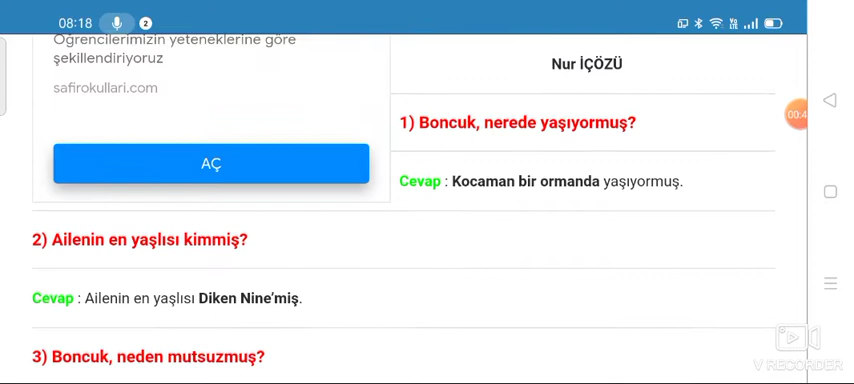 08:18 2
Öğrencilerimizin yeteneklerine göre
şekillendiriyoruz
safirokullari.com
AÇ
Nur İÇÖZÜ
1) Boncuk, nerede yaşıyormuş?
Cevap : Kocaman bir ormanda yaşıyormuş.
00:4
2) Ailenin en yaşlısı kimmiş?
Cevap : Ailenin en yaşlısı Diken Nine’miş.
3) Boncuk, neden mutsuzmuş?
V RECORDER